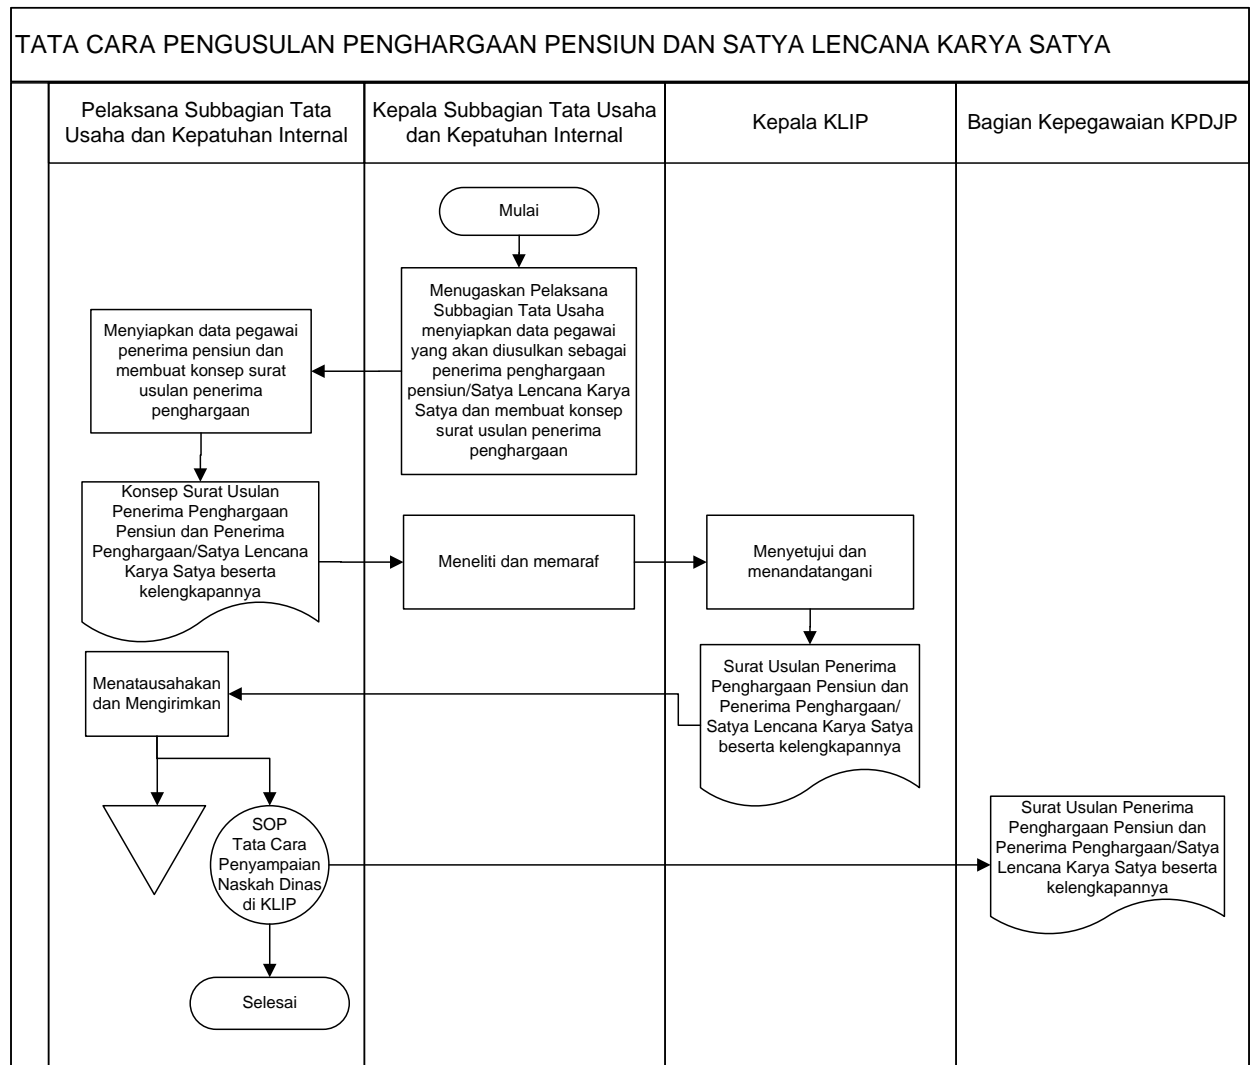 TATA CARA PENGUSULAN PENGHARGAAN PENSIUN DAN SATYA LENCANA KARYA SATYA
Pelaksana Subbagian Tata
Usaha dan Kepatuhan Internal
Kepala Subbagian Tata Usaha
dan Kepatuhan Internal
Kepala KLIP
Bagian Kepegawaian KPDJP
Mulai
Menugaskan Pelaksana
Subbagian Tata Usaha
menyiapkan data pegawai
yang akan diusulkan sebagai
penerima penghargaan
pensiun/Satya Lencana Karya
Satya dan membuat konsep
surat usulan penerima
penghargaan
Menyiapkan data pegawai
penerima pensiun dan
membuat konsep surat
usulan penerima
penghargaan
Konsep Surat Usulan
Penerima Penghargaan
Pensiun dan Penerima
Penghargaan/Satya Lencana
Karya Satya beserta
kelengkapannya
Meneliti dan memaraf
Menyetujui dan
menandatangani
Surat Usulan Penerima
Penghargaan Pensiun dan
Penerima Penghargaan/
Satya Lencana Karya Satya
beserta kelengkapannya
Menatausahakan
dan Mengirimkan
SOP
Tata Cara
Penyampaian
Naskah Dinas
di KLIP
Surat Usulan Penerima
Penghargaan Pensiun dan
Penerima Penghargaan/Satya
Lencana Karya Satya beserta
kelengkapannya
Selesai